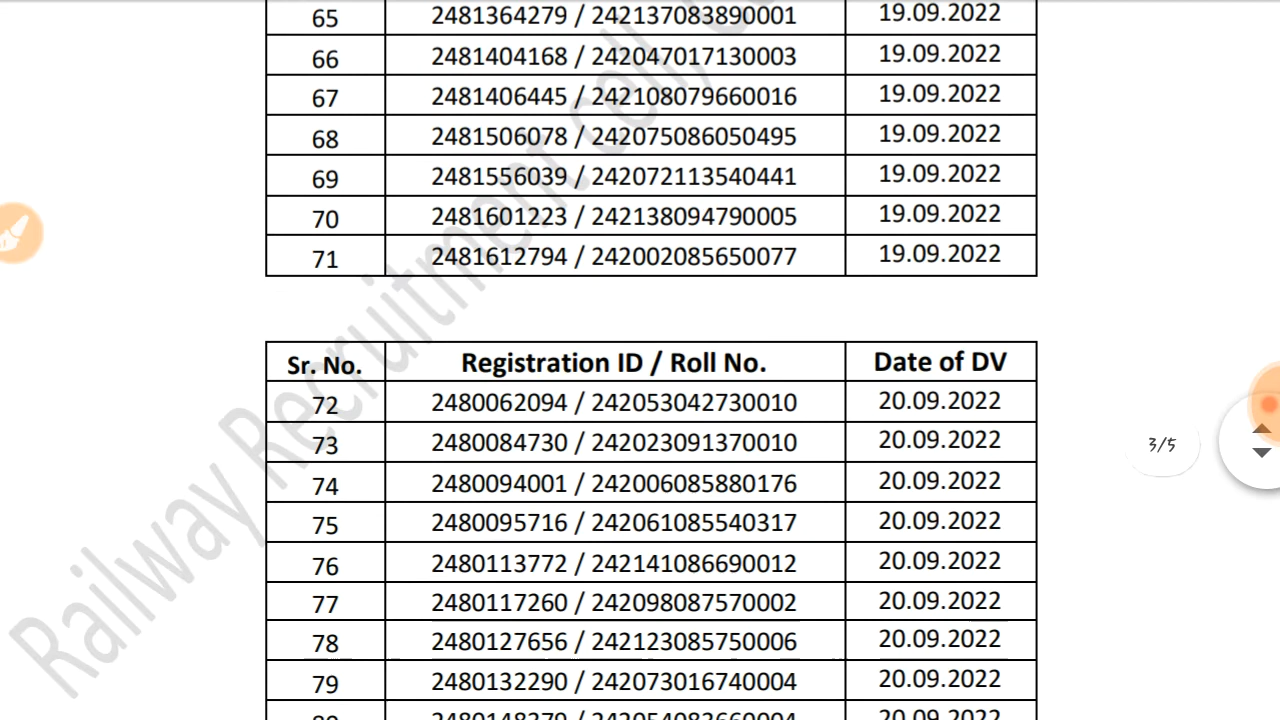 65 2481364279 / 242137083890001 19.09.2022
66 2481404168 / 242047017130003 19.09.2022
67 2481406445 / 242108079660016 19.09.2022
68 2481506078 / 242075086050495 19.09.2022
69 2481556039 / 242072113540441 19.09.2022
70 2481601223 / 242138094790005 19.09.2022
71 2481612794 / 242002085650077 19.09.2022
Sr. No. Registration ID / Roll No. Date of DV
72 2480062094 / 242053042730010 20.09.2022
73 2480084730 / 242023091370010 20.09.2022
74 2480094001 / 242006085880176 20.09.2022
75 2480095716 / 242061085540317 20.09.2022
76 2480113772 / 242141086690012 20.09.2022
77 2480117260 / 242098087570002 20.09.2022
78 2480127656 / 242123085750006 20.09.2022
79 2480132290 / 242073016740004 20.09.2022
20.09.2022
3/5
Railway Recruitment cell,